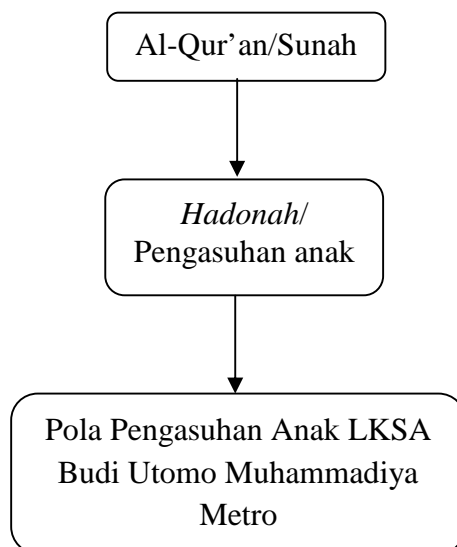 Al-Qur’an/Sunah
Hadonah/
Pengasuhan anak
Pola Pengasuhan Anak LKSA
Budi Utomo Muhammadiya
Metro